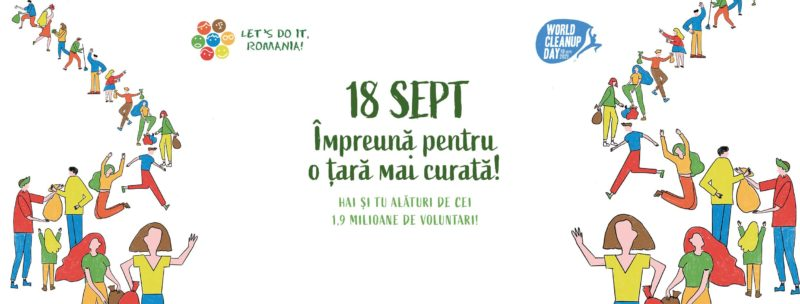 LET'S DO IT,
ROMANIA!
WORLD
CLEANUP
DAY
18 SEPT
Împreună pentru
o țară mai curată!
HAI ȘI TU ALĂTURI DE CEI
1,9 MILIOANE DE VOLUNTARI!